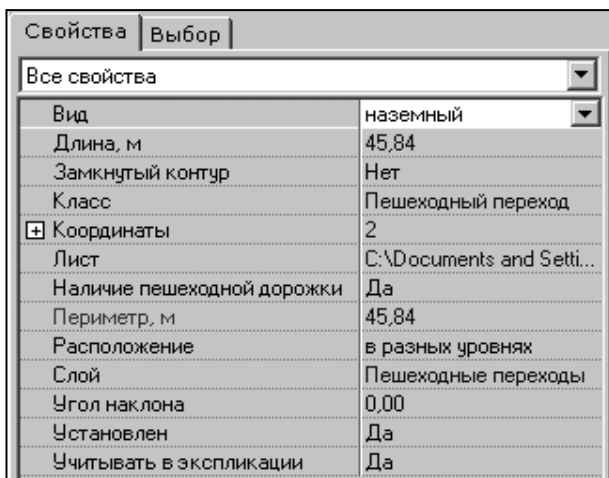 Свойства Выбор
Все свойства
Вид наземный
Длина, м 45,84
Замкнутый контур Нет
Класс Пешеходный переход
Координаты 2
Лист C:\Documents and Setti...
Наличие пешеходной дорожки Да
Периметр, м 45,84
Расположение в разных уровнях
Слой Пешеходные переходы
Угол наклона 0,00
Установлен Да
Учитывать в экспликации Да